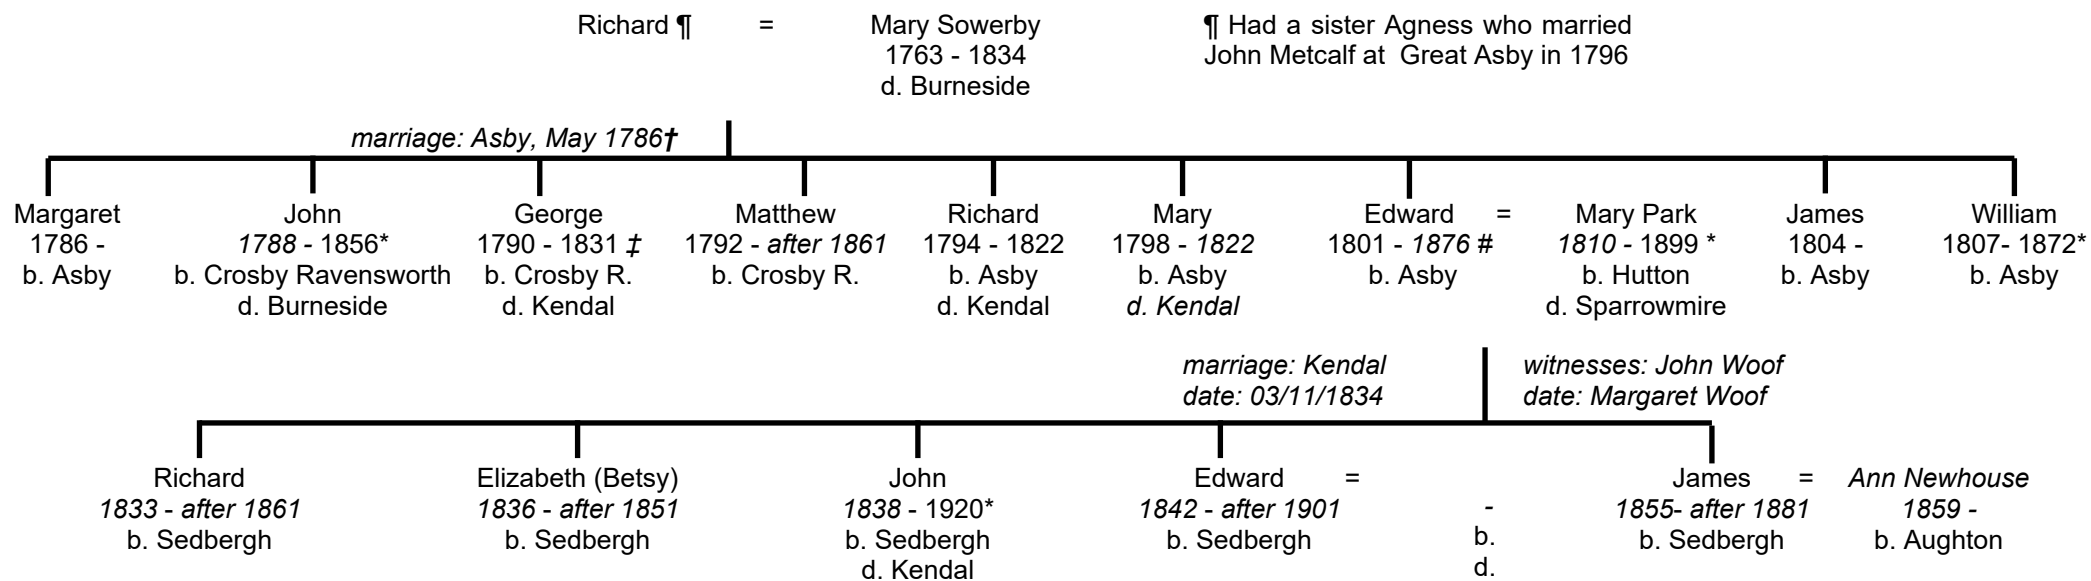 Richard ¶ = Mary Sowerby ¶ Had a sister Agness who married
1763 - 1834 John Metcalf at Great Asby in 1796
d. Burneside
marriage: Asby, May 1786†
Margaret John George Matthew Richard Mary Edward = Mary Park James William
1786 - 1788 - 1856* 1790 - 1831 ‡ 1792 - after 1861 1794 - 1822 1798 - 1822 1801 - 1876 # 1810 - 1899 * 1804 - 1807- 1872*
b. Asby b. Crosby Ravensworth b. Crosby R. b. Crosby R. b. Asby b. Asby b. Asby b. Hutton b. Asby b. Asby
d. Burneside d. Kendal d. Kendal d. Kendal d. Sparrowmire
marriage: Kendal witnesses: John Woof
date: 03/11/1834 date: Margaret Woof
Richard Elizabeth (Betsy) John Edward = James = Ann Newhouse
1833 - after 1861 1836 - after 1851 1838 - 1920* 1842 - after 1901 - 1855- after 1881 1859 -
b. Sedbergh b. Sedbergh b. Sedbergh b. Sedbergh b. b. Sedbergh b. Aughton
d. Kendal d.